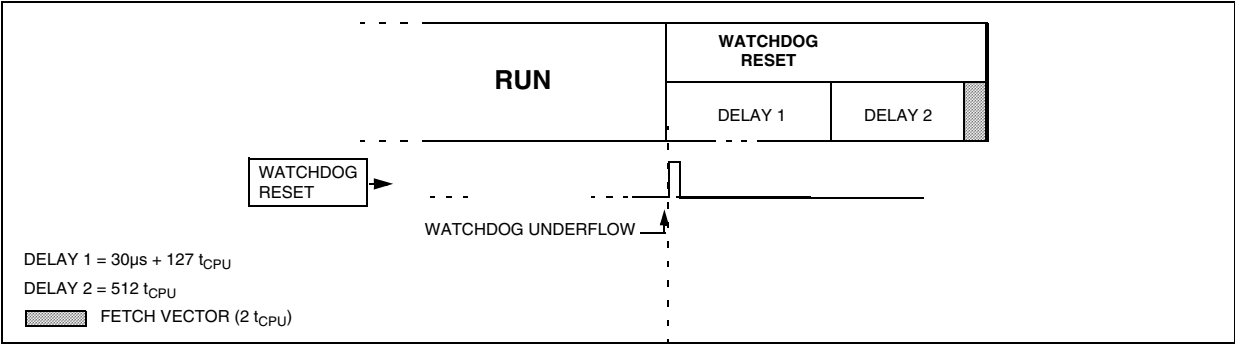 WATCHDOG
RESET
RUN
DELAY 1
DELAY 2
WATCHDOG
RESET
WATCHDOG UNDERFLOW
DELAY 1 = 30µs + 127 tCPU
DELAY 2 = 512 tCPU
FETCH VECTOR (2 tCPU)